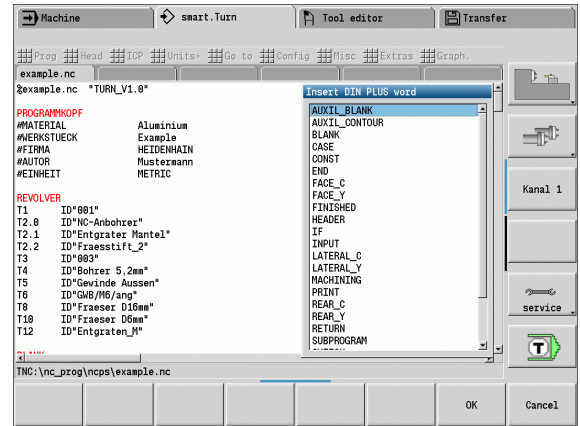 Machine smart.Turn Tool editor Transfer
Prog Head ICP Units» Go to Config Misc Extras Graph.
example.nc
%example.nc "TURN_V1.0"
PROGRAMMKOPF
#MATERIAL Aluminium
#WERKSTUECK Example
#FIRMA HEIDENHAIN
#AUTOR Mustermann
#EINHEIT METRIC
REVOLVER
T1 ID"001"
T2.0 ID"NC-Anbohrer"
T2.1 ID"Entgrater Mantel"
T2.2 ID"Fraesstift_2"
T3 ID"003"
T4 ID"Bohrer 5,2mm"
T5 ID"Gewinde Aussen"
T6 ID"GWB/M6/ang"
T8 ID"Fraeser D16mm"
T10 ID"Fraeser D6mm"
T12 ID"Entgraten_M"
Insert DIN PLUS word
AUXIL_BLANK
AUXIL_CONTOUR
BLANK
CASE
CONST
END
FACE_C
FACE_Y
FINISHED
HEADER
IF
INPUT
LATERAL_C
LATERAL_Y
MACHINING
PRINT
REAR_C
REAR_Y
RETURN
SUBPROGRAM
Kanal 1
service
T
TNC:\nc_prog\ncps\example.nc
OK Cancel